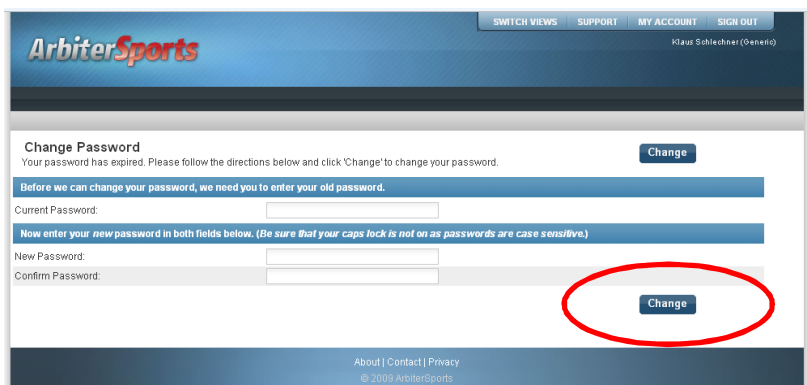 SWITCH VIEWS SUPPORT MY ACCOUNT SIGN OUT
ArbiterSports
Klaus Schlechner (Generic)
Change Password
Your password has expired. Please follow the directions below and click 'Change' to change your password.
Change
Before we can change your password, we need you to enter your old password.
Current Password:
Now enter your new password in both fields below. (Be sure that your caps lock is not on as passwords are case sensitive.)
New Password:
Confirm Password:
Change
About | Contact | Privacy
© 2009 ArbiterSports